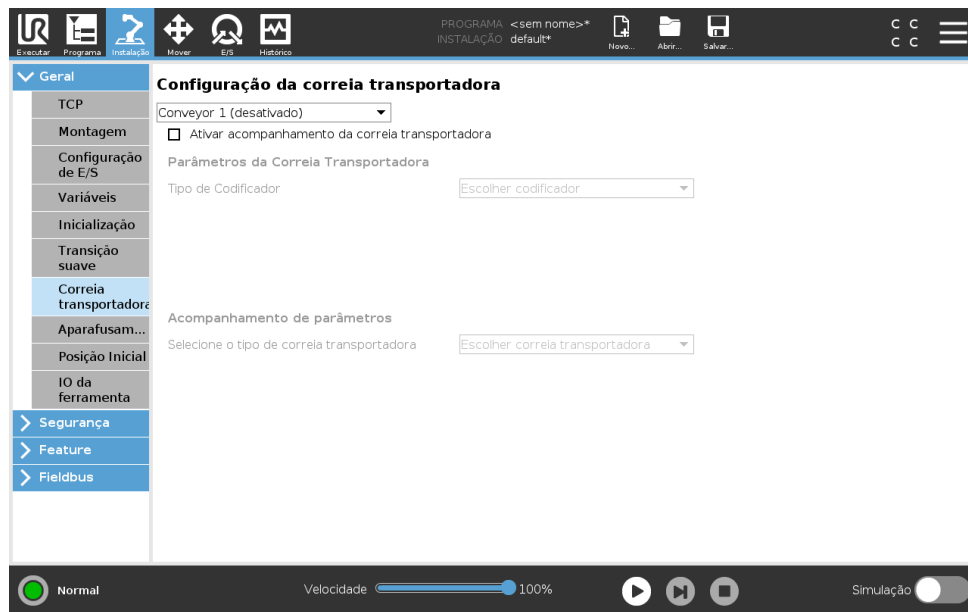 UR
Executar
Programa
Instalação
Mover
E/S
Histórico
PROGRAMA <sem nome>*
INSTALAÇÃO default*
Novo...
Abrir...
Salvar...
C C
C C
Geral
TCP
Montagem
Configuração
de E/S
Variáveis
Inicialização
Transição
suave
Correia
transportadora
Aparafusam...
Posição Inicial
IO da
ferramenta
Segurança
Feature
Fieldbus
Configuração da correia transportadora
Conveyor 1 (desativado)
Ativar acompanhamento da correia transportadora
Parâmetros da Correia Transportadora
Tipo de Codificador
Escolher codificador
Acompanhamento de parâmetros
Selecione o tipo de correia transportadora
Escolher correia transportadora
Normal
Velocidade
100%
Simulação